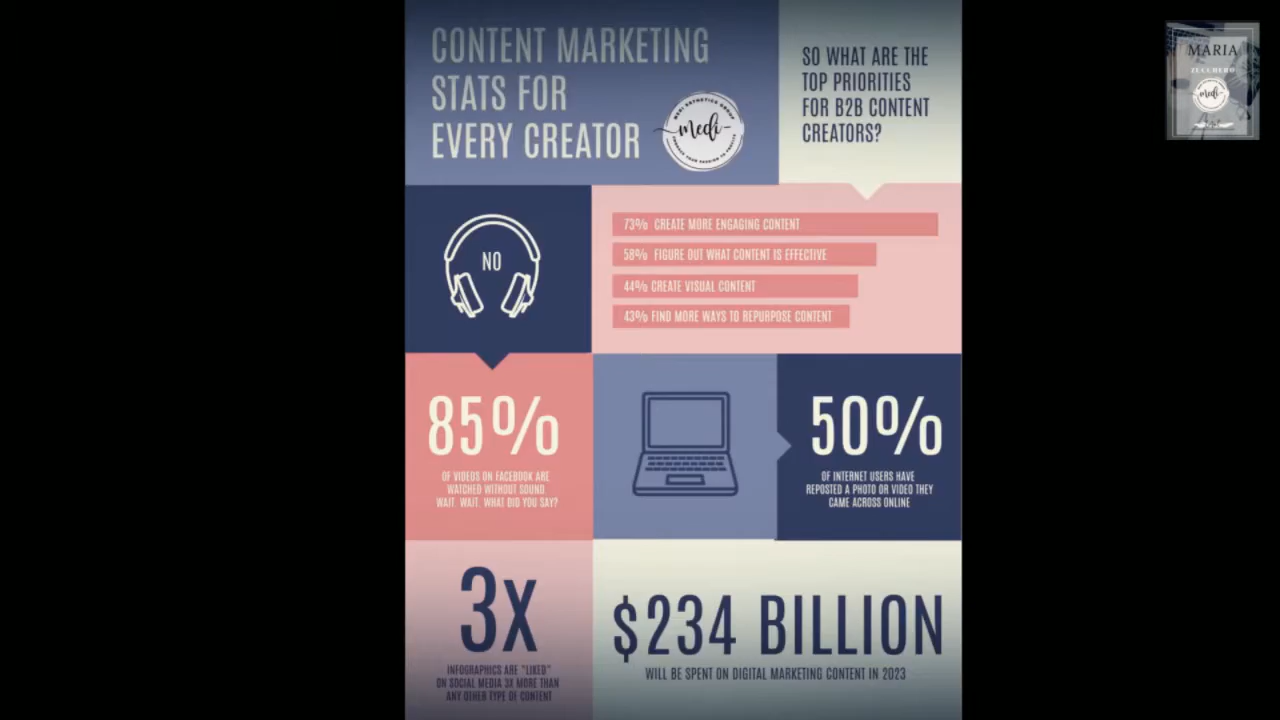 CONTENT MARKETING
STATS FOR
EVERY CREATOR
MEDI ESTHETICS GROUP
medi
SO WHAT ARE THE
TOP PRIORITIES
FOR B2B CONTENT
CREATORS?
MARIA
medi
NO
73% CREATE MORE ENGAGING CONTENT
58% FIGURE OUT WHAT CONTENT IS EFFECTIVE
44% CREATE VISUAL CONTENT
43% FIND MORE WAYS TO REPURPOSE CONTENT
85%
OF VIDEOS ON FACEBOOK ARE
WATCHED WITHOUT SOUND.
WAIT. WAIT. WHAT DID YOU SAY?
50%
OF INTERNET USERS HAVE
REPOSTED A PHOTO OR VIDEO THEY
CAME ACROSS ONLINE
3X
INFOGRAPHICS ARE "LIKED"
ON SOCIAL MEDIA 3X MORE THAN
ANY OTHER TYPE OF CONTENT
$234 BILLION
WILL BE SPENT ON DIGITAL MARKETING CONTENT IN 2023